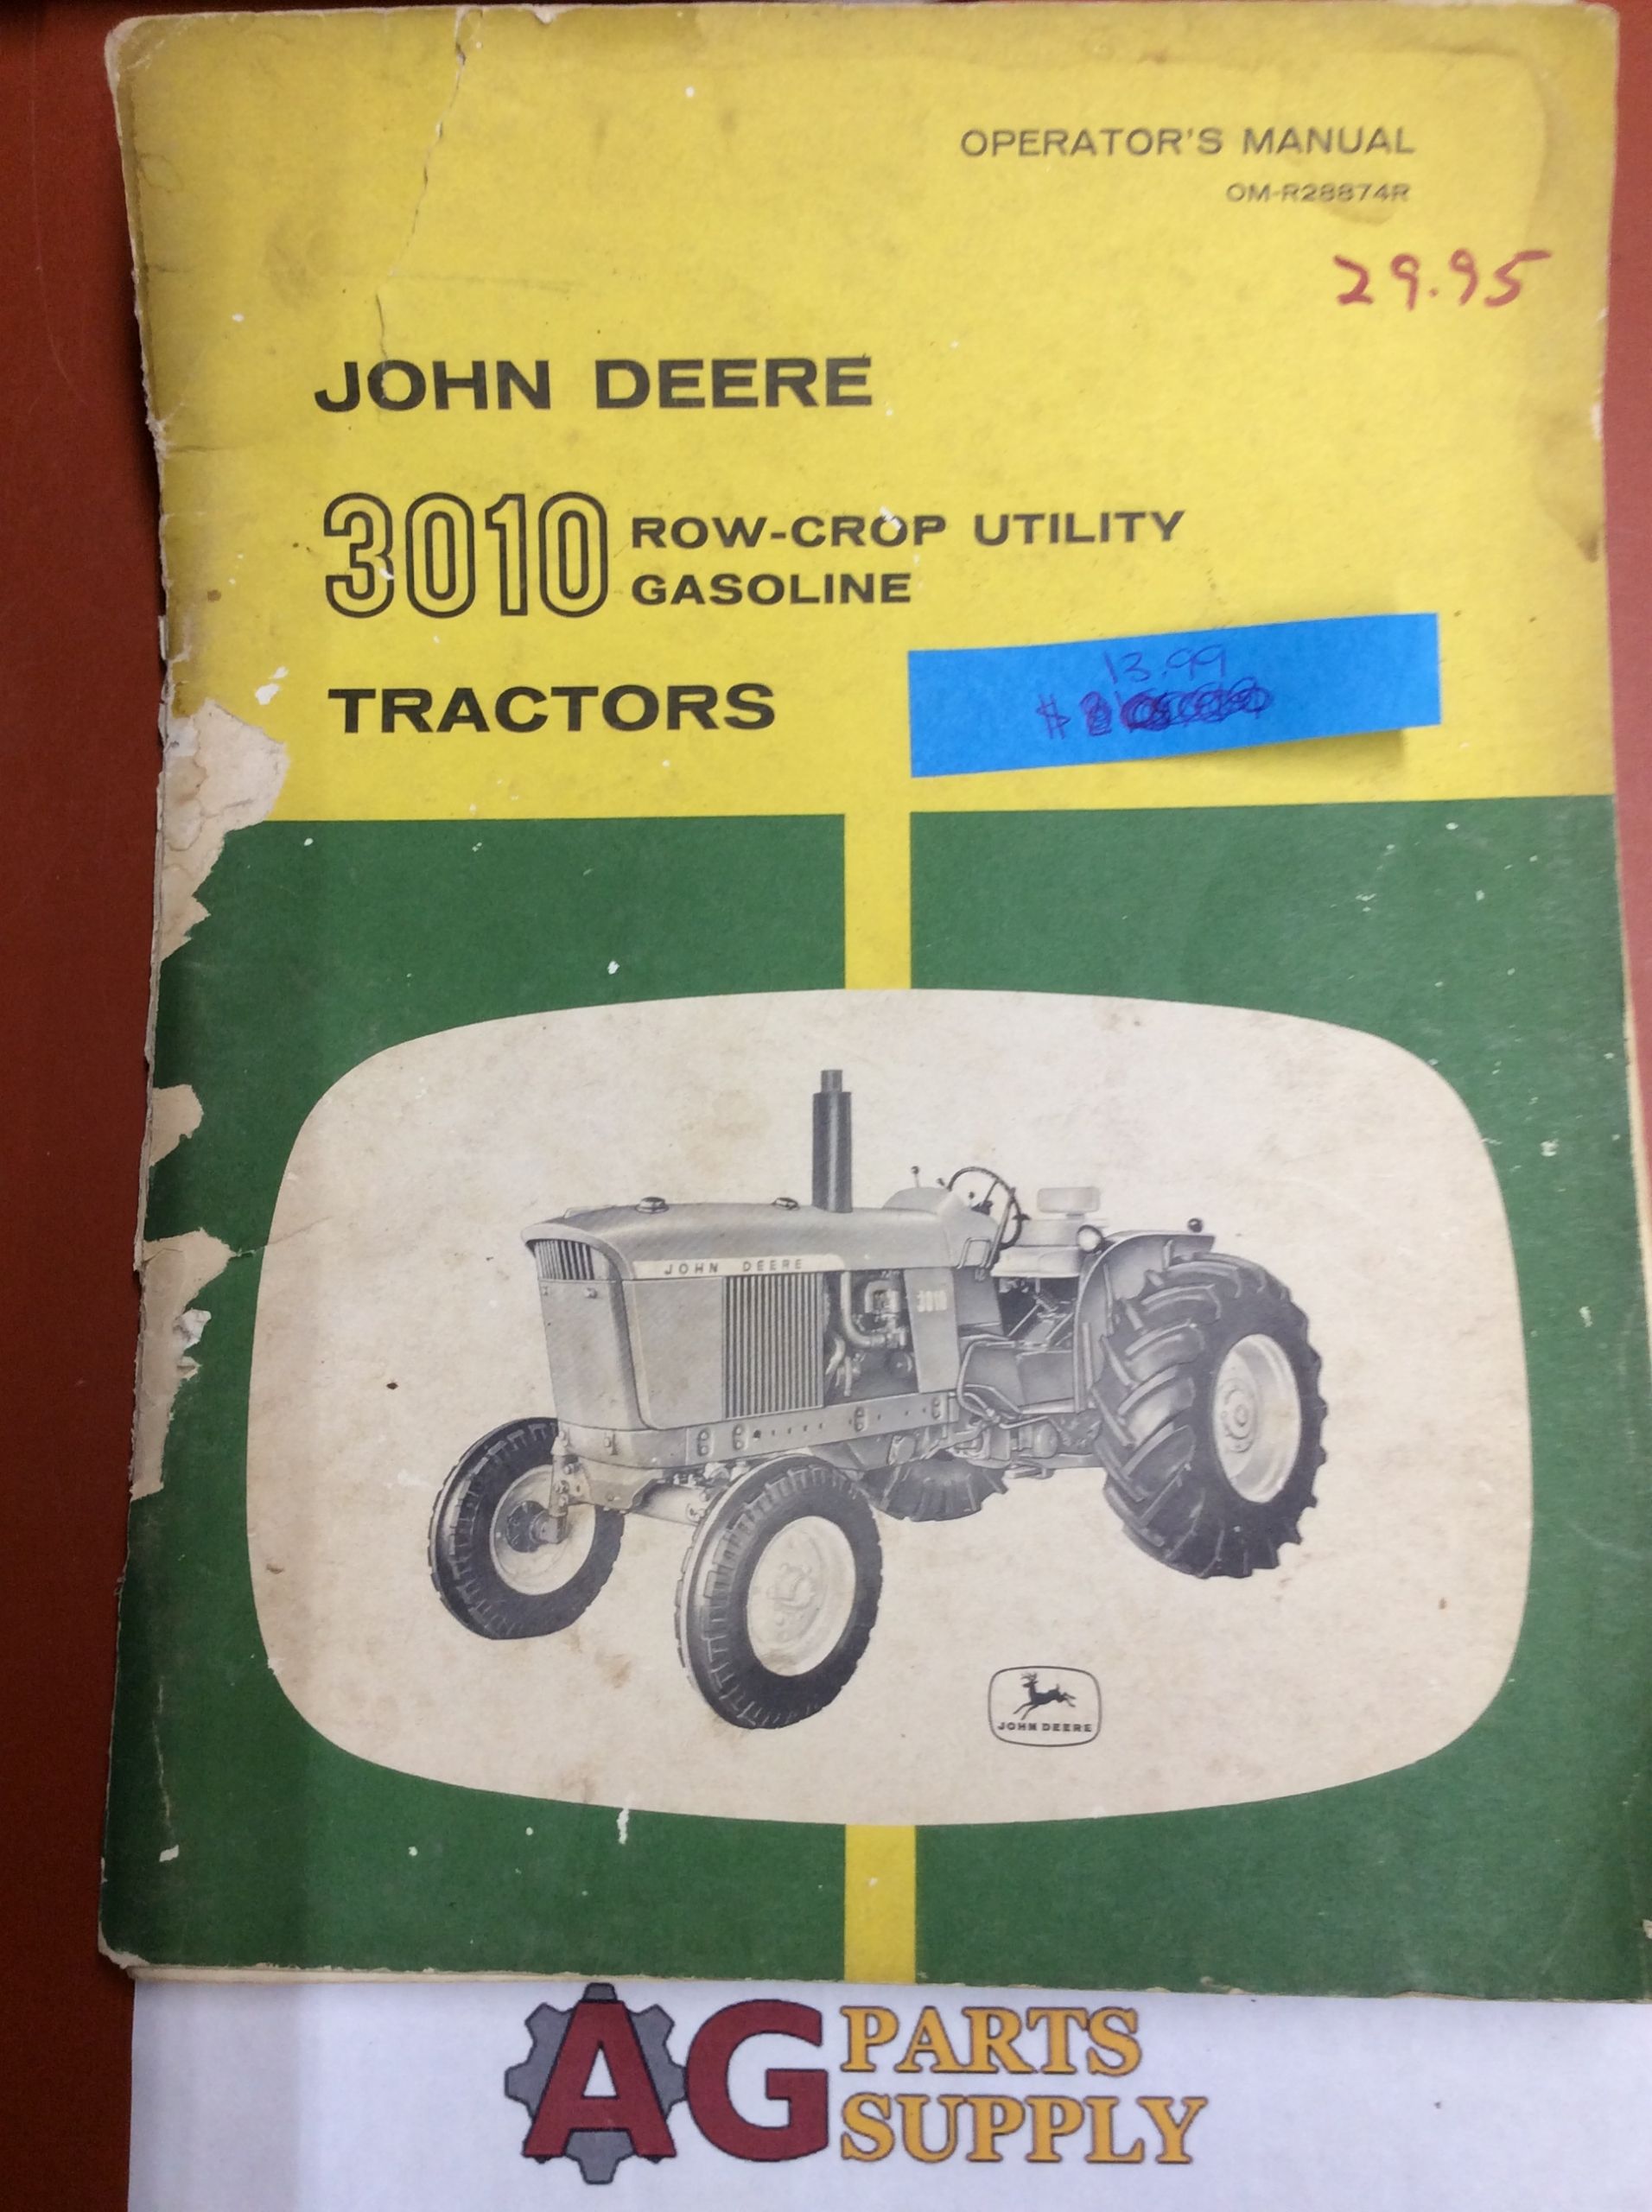 OPERATOR'S MANUAL
OM-R28874R
29.95
JOHN DEERE
3010 ROW-CROP UTILITY
GASOLINE
TRACTORS
13.99
$
JOHN DEERE
3010
JOHN DEERE
AG PARTS
SUPPLY